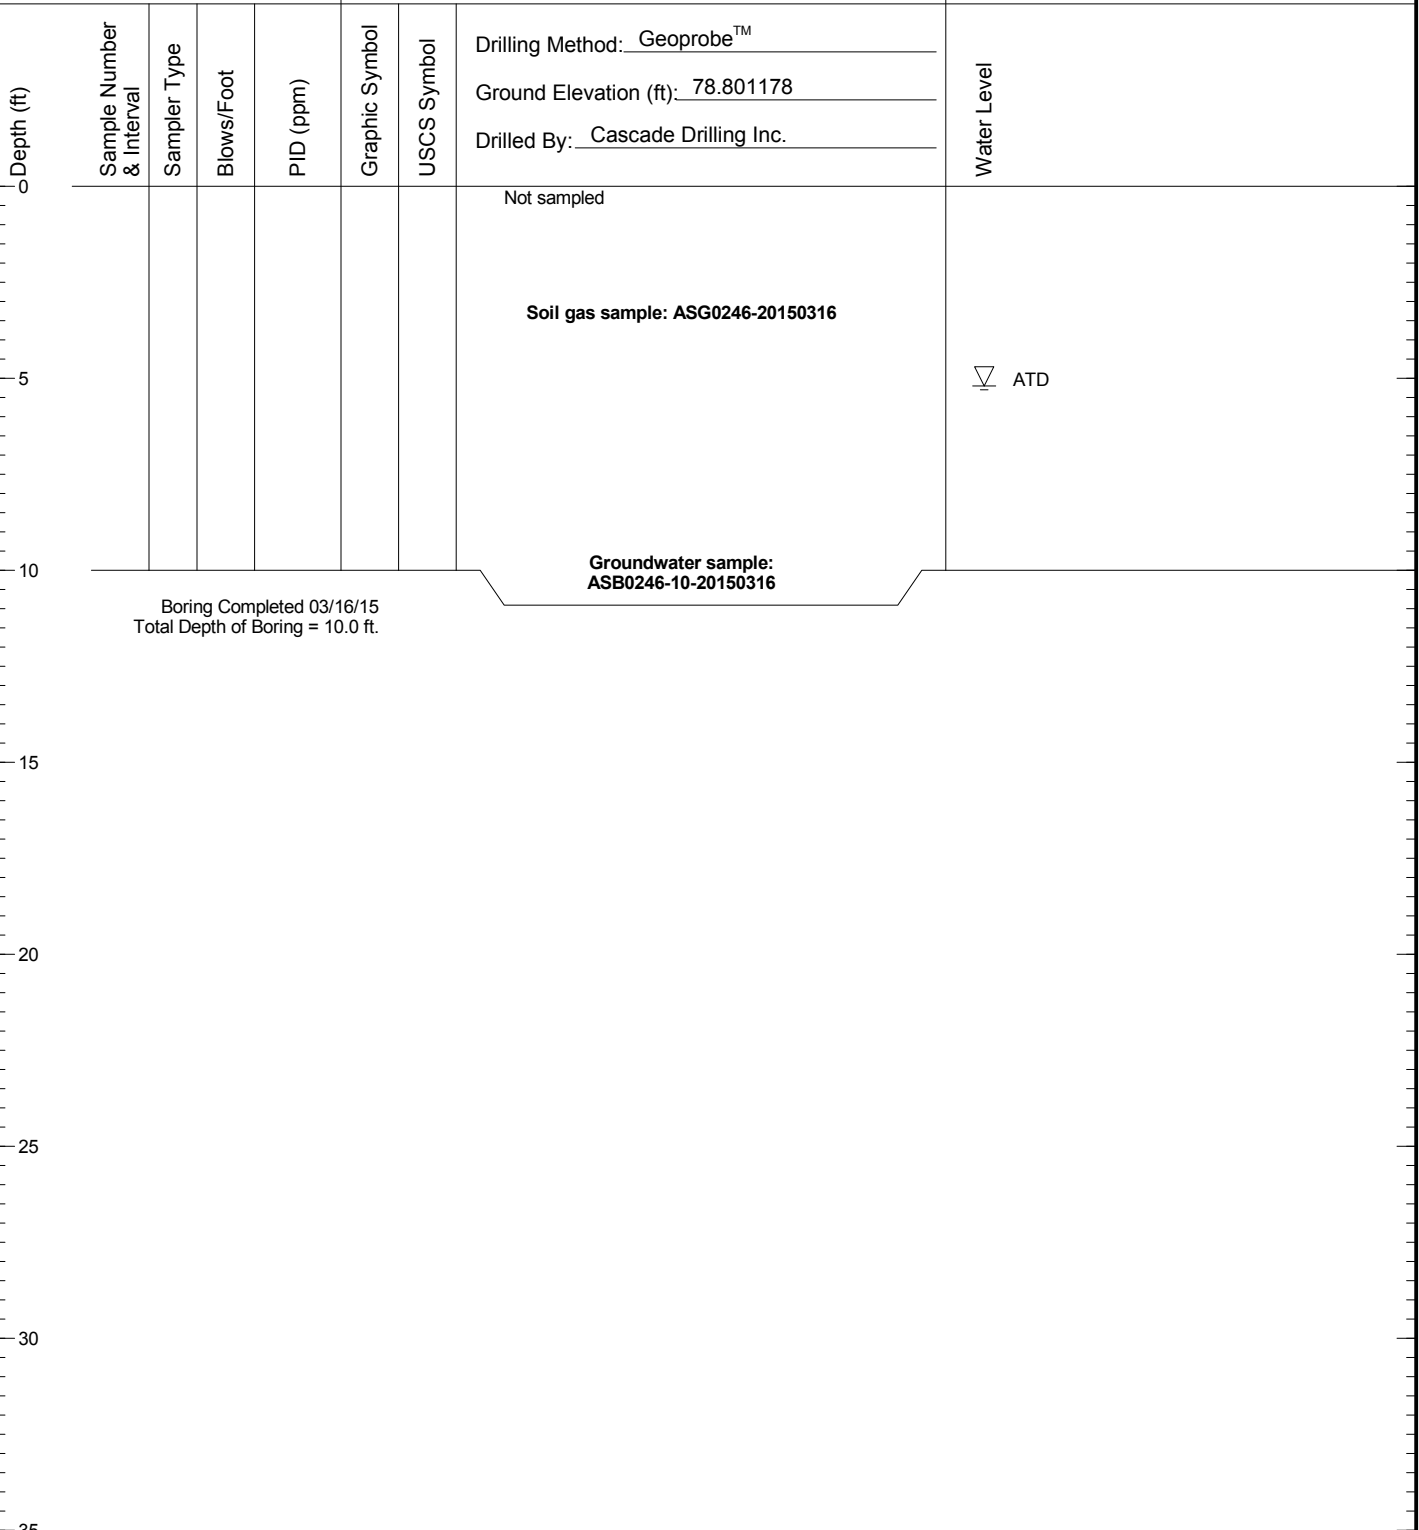 Depth (ft)
Sample Number
& Interval
Sampler Type
Blows/Foot
PID (ppm)
Graphic Symbol
USCS Symbol
Drilling Method: Geoprobe™
Ground Elevation (ft): 78.801178
Drilled By: Cascade Drilling Inc.
Water Level
0
Not sampled
Soil gas sample: ASG0246-20150316
5
ATD
Groundwater sample:
ASB0246-10-20150316
10
Boring Completed 03/16/15
Total Depth of Boring = 10.0 ft.
15
20
25
30
35